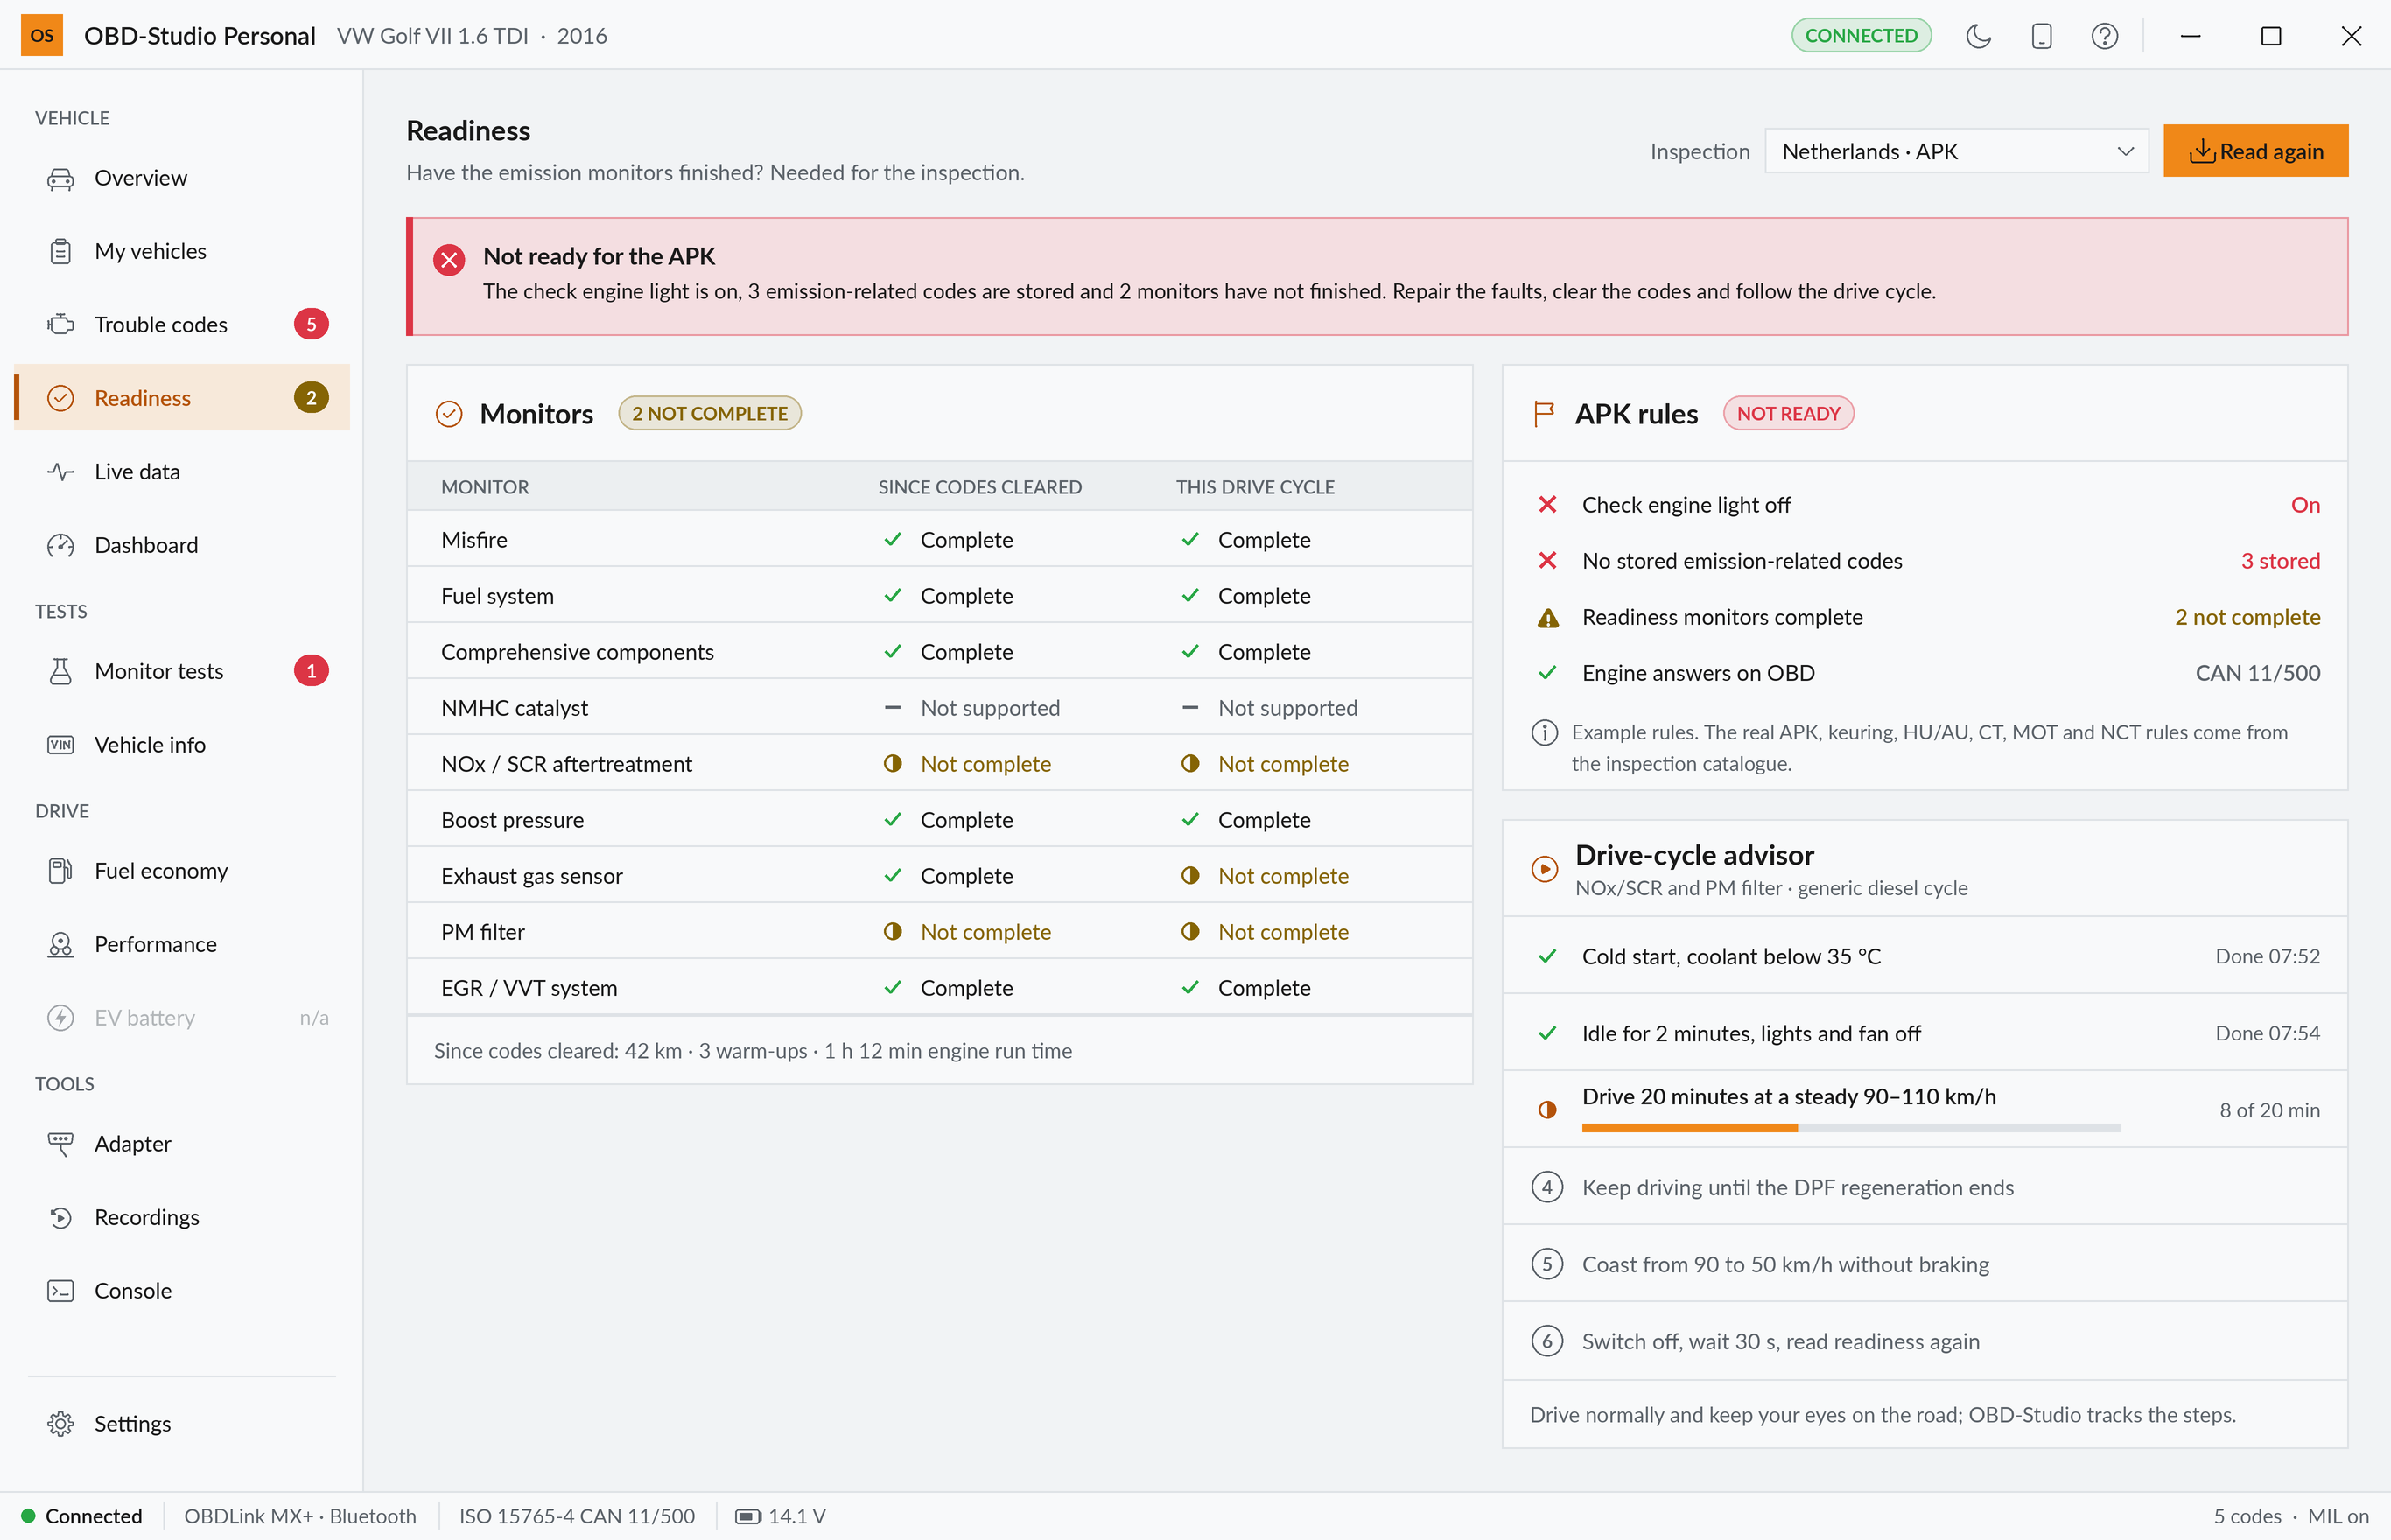 OS OBD-Studio Personal VW Golf VII 1.6 TDI · 2016 CONNECTED
VEHICLE
Overview
My vehicles
Trouble codes 5
Readiness 2
Live data
Dashboard
TESTS
Monitor tests 1
VIN Vehicle info
DRIVE
Fuel economy
Performance
EV battery n/a
TOOLS
Adapter
Recordings
Console
Settings
Readiness
Have the emission monitors finished? Needed for the inspection.
Inspection Netherlands · APK Read again
Not ready for the APK
The check engine light is on, 3 emission-related codes are stored and 2 monitors have not finished. Repair the faults, clear the codes and follow the drive cycle.
Monitors 2 NOT COMPLETE
MONITOR SINCE CODES CLEARED THIS DRIVE CYCLE
Misfire Complete Complete
Fuel system Complete Complete
Comprehensive components Complete Complete
NMHC catalyst Not supported Not supported
NOx / SCR aftertreatment Not complete Not complete
Boost pressure Complete Complete
Exhaust gas sensor Complete Not complete
PM filter Not complete Not complete
EGR / VVT system Complete Complete
Since codes cleared: 42 km · 3 warm-ups · 1 h 12 min engine run time
APK rules NOT READY
Check engine light off On
No stored emission-related codes 3 stored
Readiness monitors complete 2 not complete
Engine answers on OBD CAN 11/500
Example rules. The real APK, keuring, HU/AU, CT, MOT and NCT rules come from
the inspection catalogue.
Drive-cycle advisor
NOx/SCR and PM filter · generic diesel cycle
Cold start, coolant below 35 °C Done 07:52
Idle for 2 minutes, lights and fan off Done 07:54
Drive 20 minutes at a steady 90–110 km/h 8 of 20 min
4 Keep driving until the DPF regeneration ends
5 Coast from 90 to 50 km/h without braking
6 Switch off, wait 30 s, read readiness again
Drive normally and keep your eyes on the road; OBD-Studio tracks the steps.
Connected OBDLink MX+ · Bluetooth ISO 15765-4 CAN 11/500 14.1 V 5 codes · MIL on